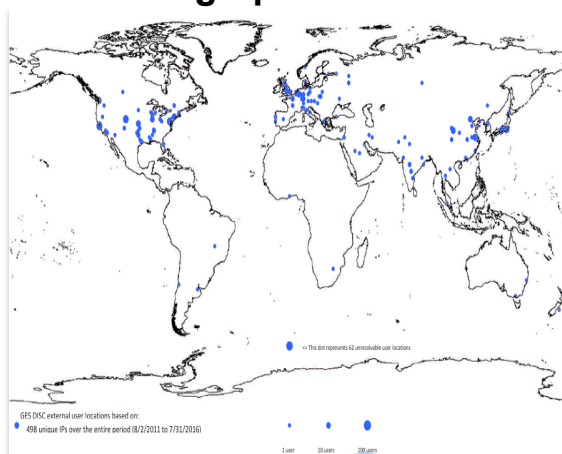 <= This dot represents 62 unresolvable user locations
GES DISC external user locations based on:
498 unique IPs over the entire period (8/2/2011 to 7/31/2016)
1 user 10 users 100 users